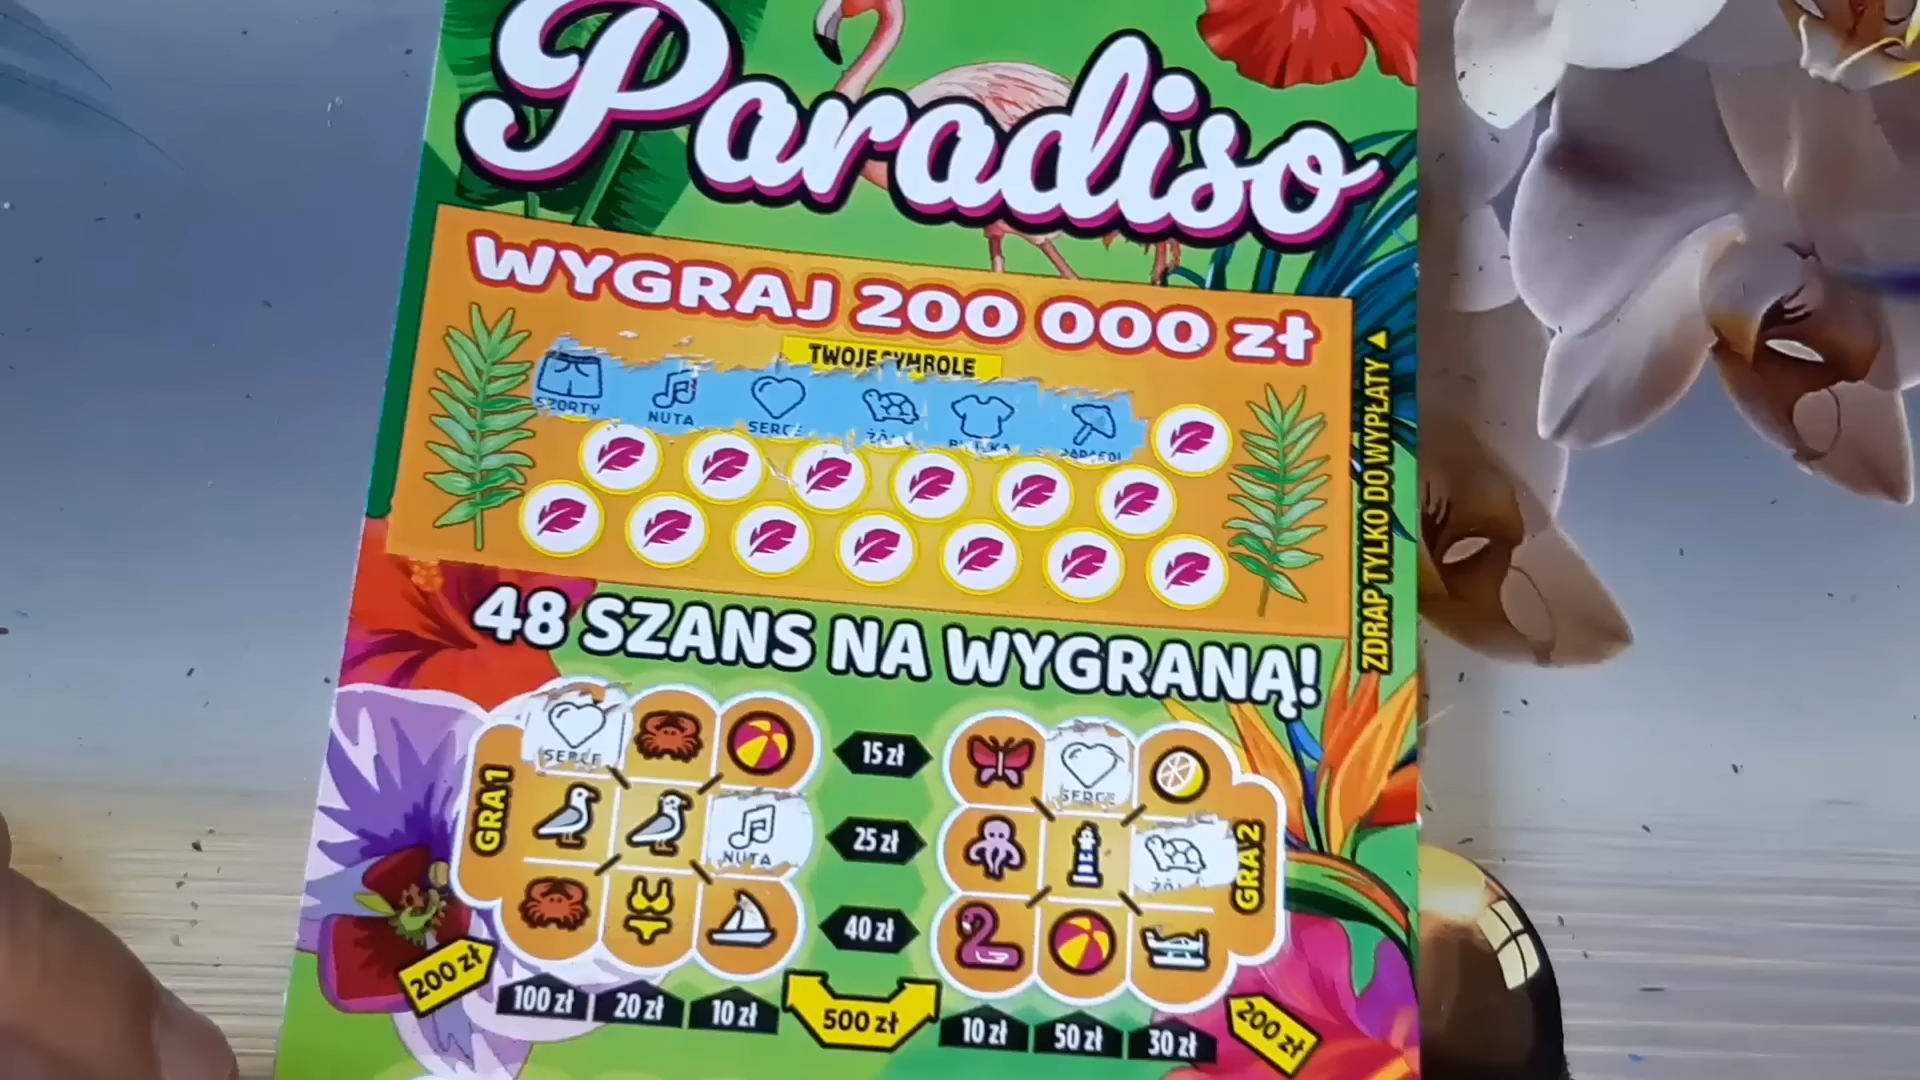 Paradiso
WYGRAJ 200 000 zł
TWOJE SYMBOLE
SZORTY
NUTA
SERCE
ZDRAP TYLKO DO WYPŁATY
48 SZANS NA WYGRANĄ!
GRA 1
SERCE
NUTA
15 zł
25 zł
40 zł
SERCE
GRA 2
200 zł
100 zł
20 zł
10 zł
500 zł
10 zł
50 zł
30 zł
200 zł